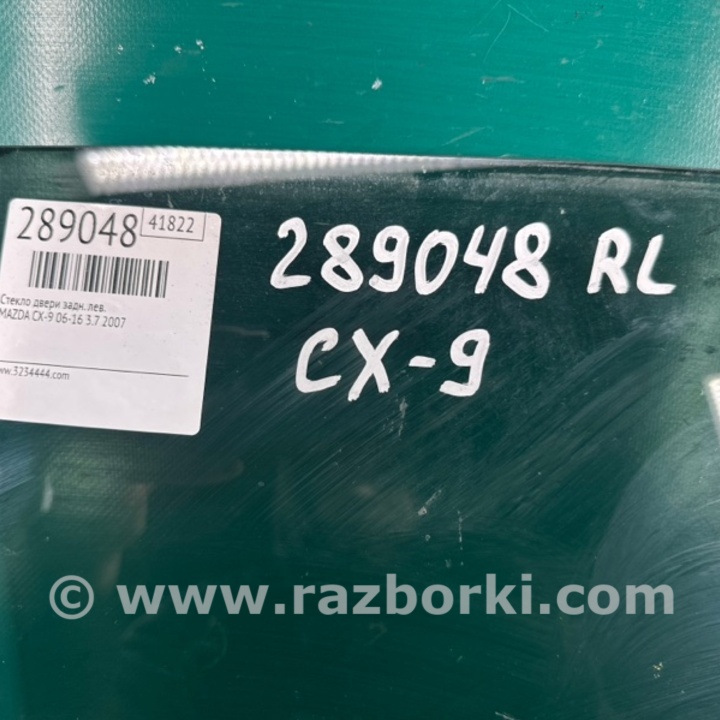 289048 41822
Стекло двери задн. лев.
MAZDA CX-9 06-16 3.7 2007
ww.3234444.com
289048 RL
CX-9
© www.razborki.com